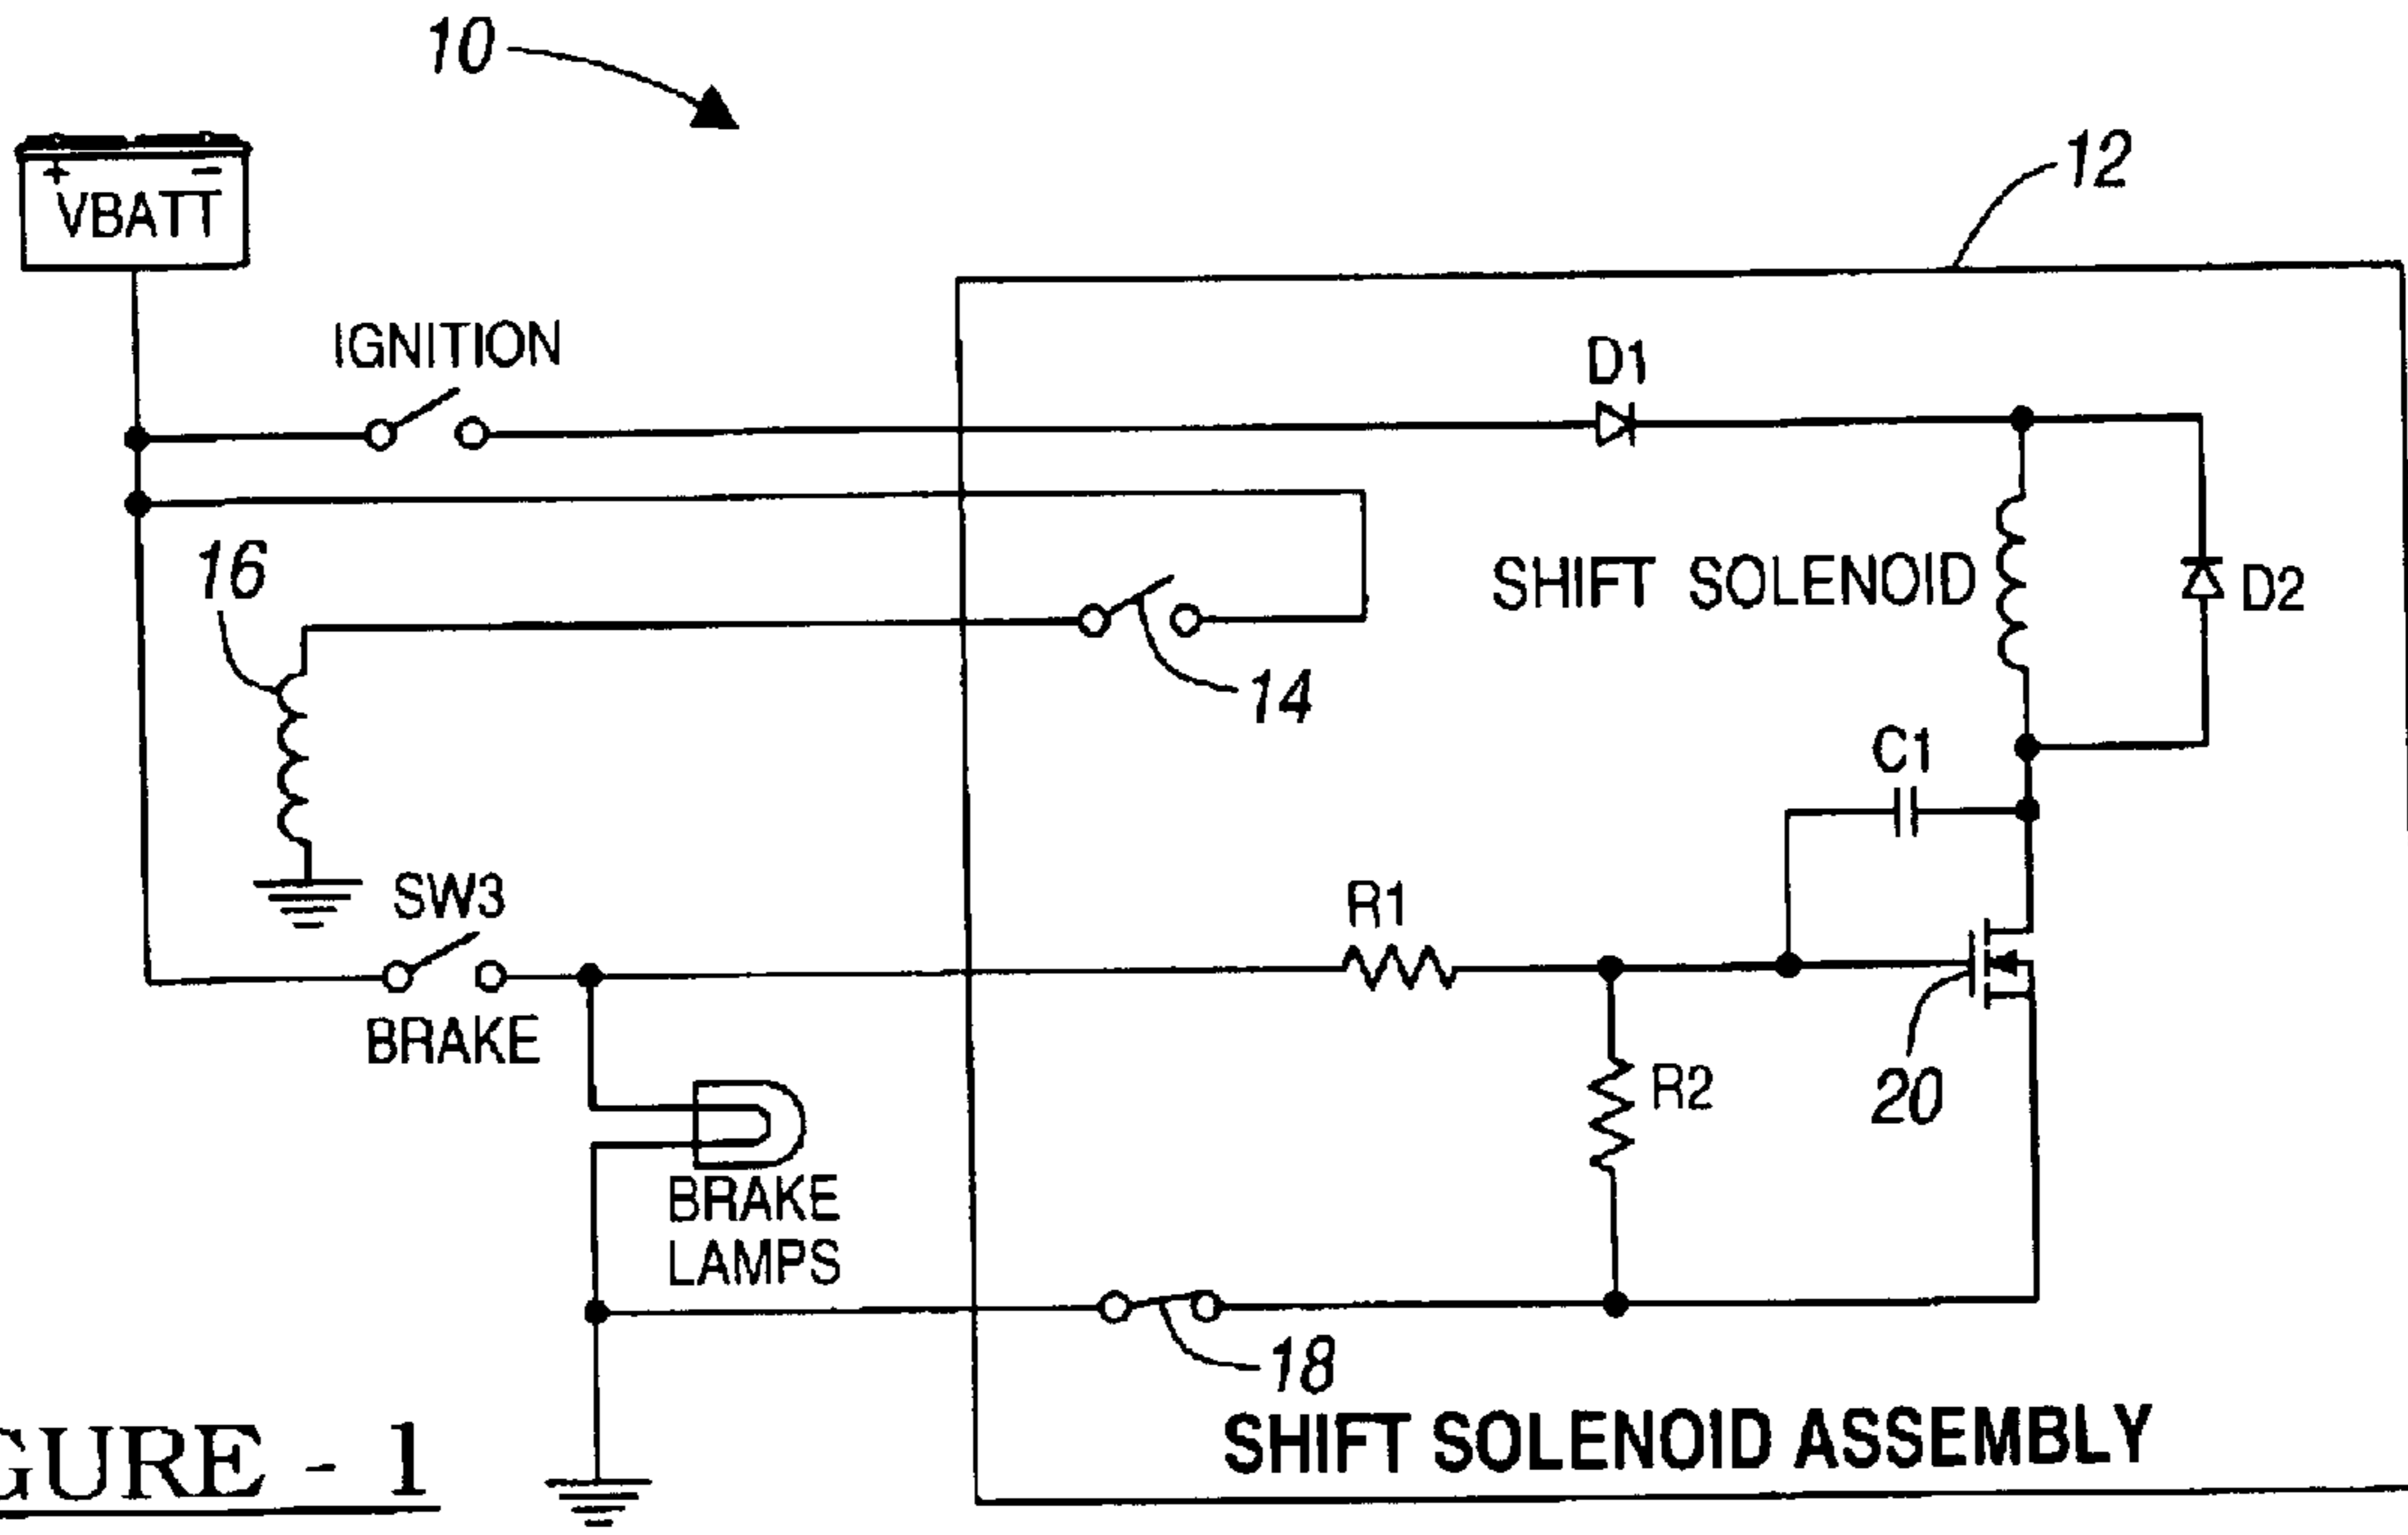 10
12
+ -
VBATT
IGNITION
D1
16
SHIFT SOLENOID
D2
14
C1
SW3
BRAKE
R1
R2
20
BRAKE
LAMPS
18
SHIFT SOLENOID ASSEMBLY
GURE - 1